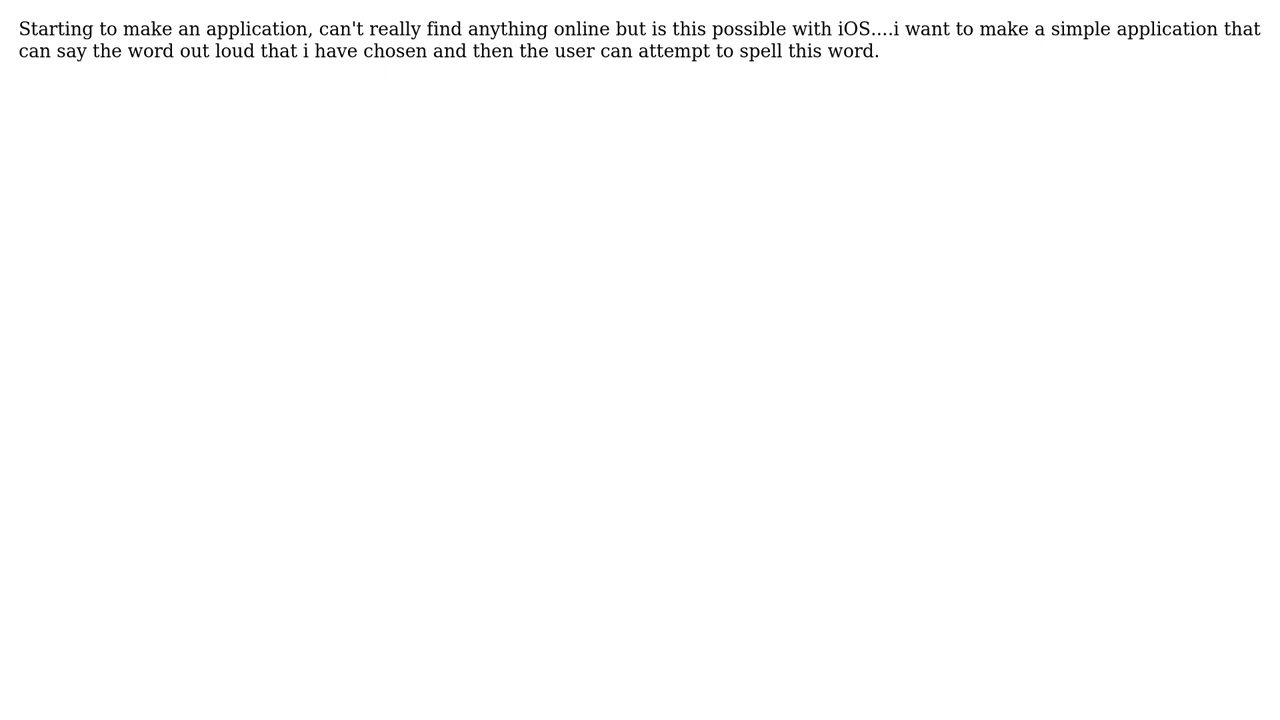 Starting to make an application, can't really find anything online but is this possible with iOS....i want to make a simple application that
can say the word out loud that i have chosen and then the user can attempt to spell this word.